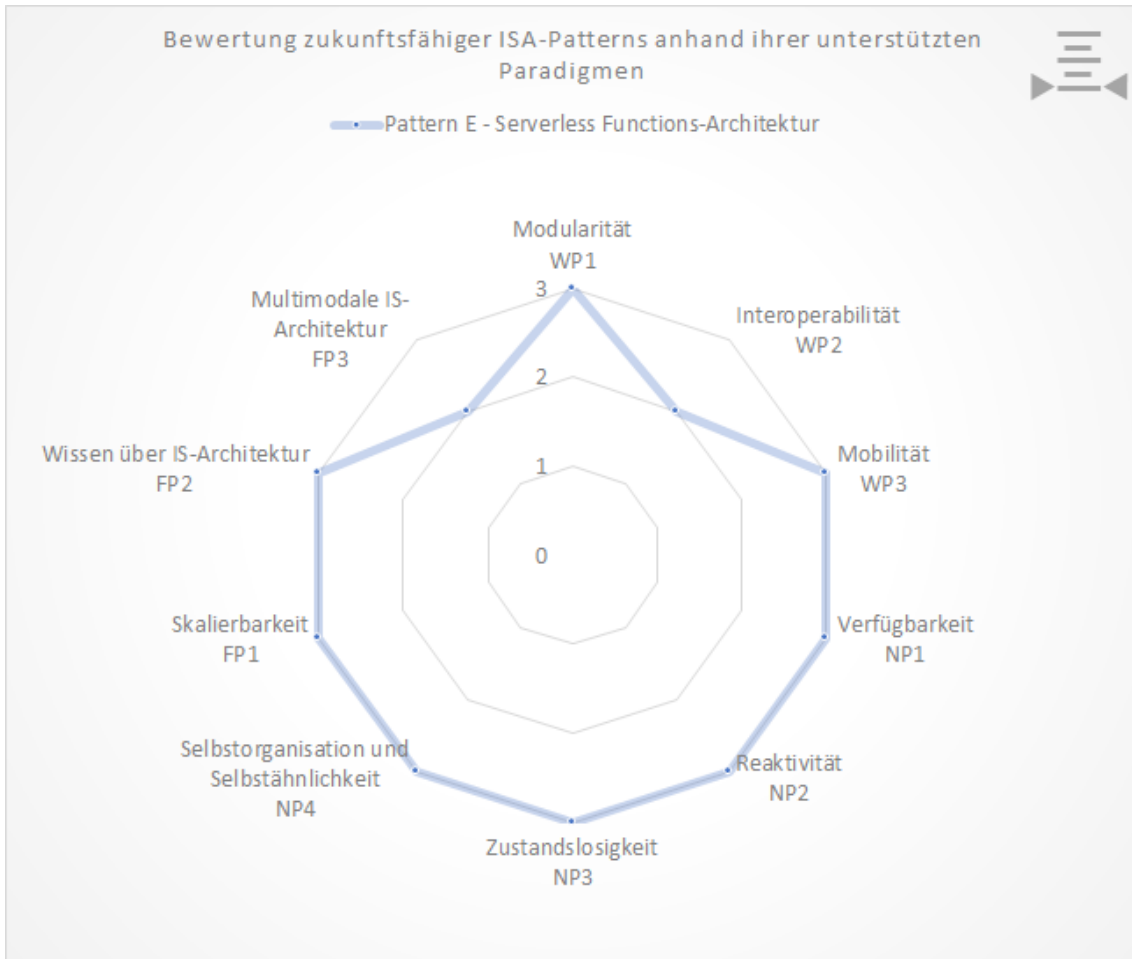 Bewertung zukunftsfähiger ISA-Patterns anhand ihrer unterstützten
Paradigmen
Pattern E - Serverless Functions-Architektur
Modularität
WP1
Interoperabilität
WP2
Mobilität
WP3
Verfügbarkeit
NP1
Reaktivität
NP2
Zustandslosigkeit
NP3
Selbstorganisation und
Selbstähnlichkeit
NP4
Skalierbarkeit
FP1
Wissen über IS-Architektur
FP2
Multimodale IS-
Architektur
FP3
3
2
1
0